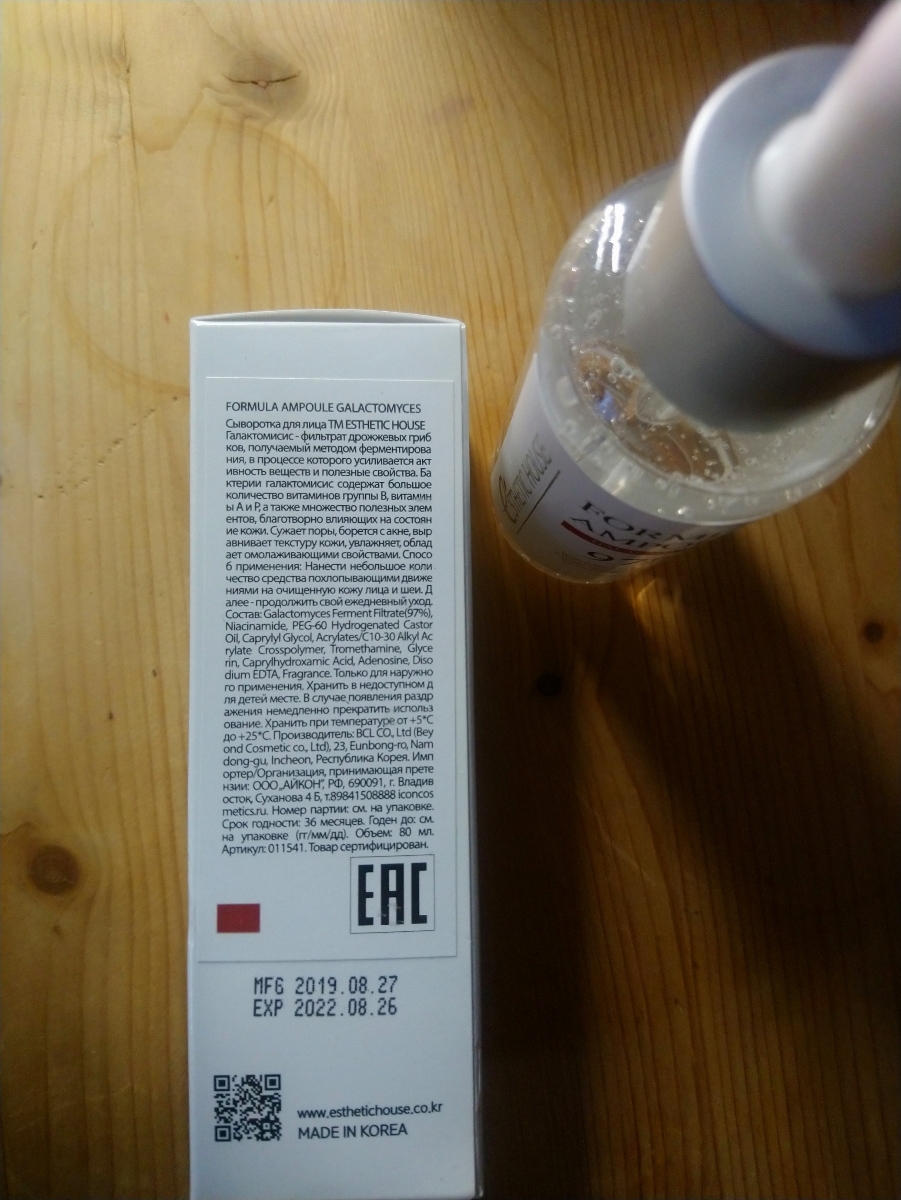 FORMULA AMPOULE GALACTOMYCES
Сыворотка для лица TM ESTHETIC HOUSE
Галактомисис - фильтрат дрожжевых гриб
ков, получаемый методом ферментирова
ния, в процессе которого усиливается акт
ивность веществ и полезные свойства. Ба
ктерии галактомисис содержат большое
количество витаминов группы В, витамин
ы А и Р, а также множество полезных элем
ентов, благотворно влияющих на состоян
ие кожи. Сужает поры, борется с акне, выр
авнивает текстуру кожи, увлажняет, облад
ает омолаживающими свойствами. Спосо
б применения: Нанести небольшое коли
чество средства похлопывающими движе
ниями на очищенную кожу лица и шеи. Д
алее - продолжить свой ежедневный уход.
Состав: Galactomyces Ferment Filtrate(97%),
Niacinamide, PEG-60 Hydrogenated Castor
Oil, Caprylyl Glycol, Acrylates/C10-30 Alkyl Ac
rylate Crosspolymer, Tromethamine, Glyce
rin, Caprylhydroxamic Acid, Adenosine, Diso
dium EDTA, Fragrance. Только для наружно
го применения. Хранить в недоступном д
ля детей месте. В случае появления раздр
ажения немедленно прекратить использ
ование. Хранить при температуре от +5°C
до +25°C. Производитель: BCL CO., Ltd (Bey
ond Cosmetic co., Ltd), 23, Eunbong-ro, Nam
dong-gu, Incheon, Республика Корея. Имп
ортер/Организация, принимающая прете
нзии: ООО „АЙКОН", РФ, 690091, г. Владив
осток, Суханова 4 Б, т.89841508888 iconcos
metics.ru. Номер партии: см. на упаковке.
Срок годности: 36 месяцев. Годен до: см.
на упаковке (гг/мм/дд). Объем: 80 мл.
Артикул: 011541. Товар сертифицирован.
EAC
MFG 2019.08.27
EXP 2022.08.26
www.esthetichouse.co.kr
MADE IN KOREA
ESTHETIC HOUSE